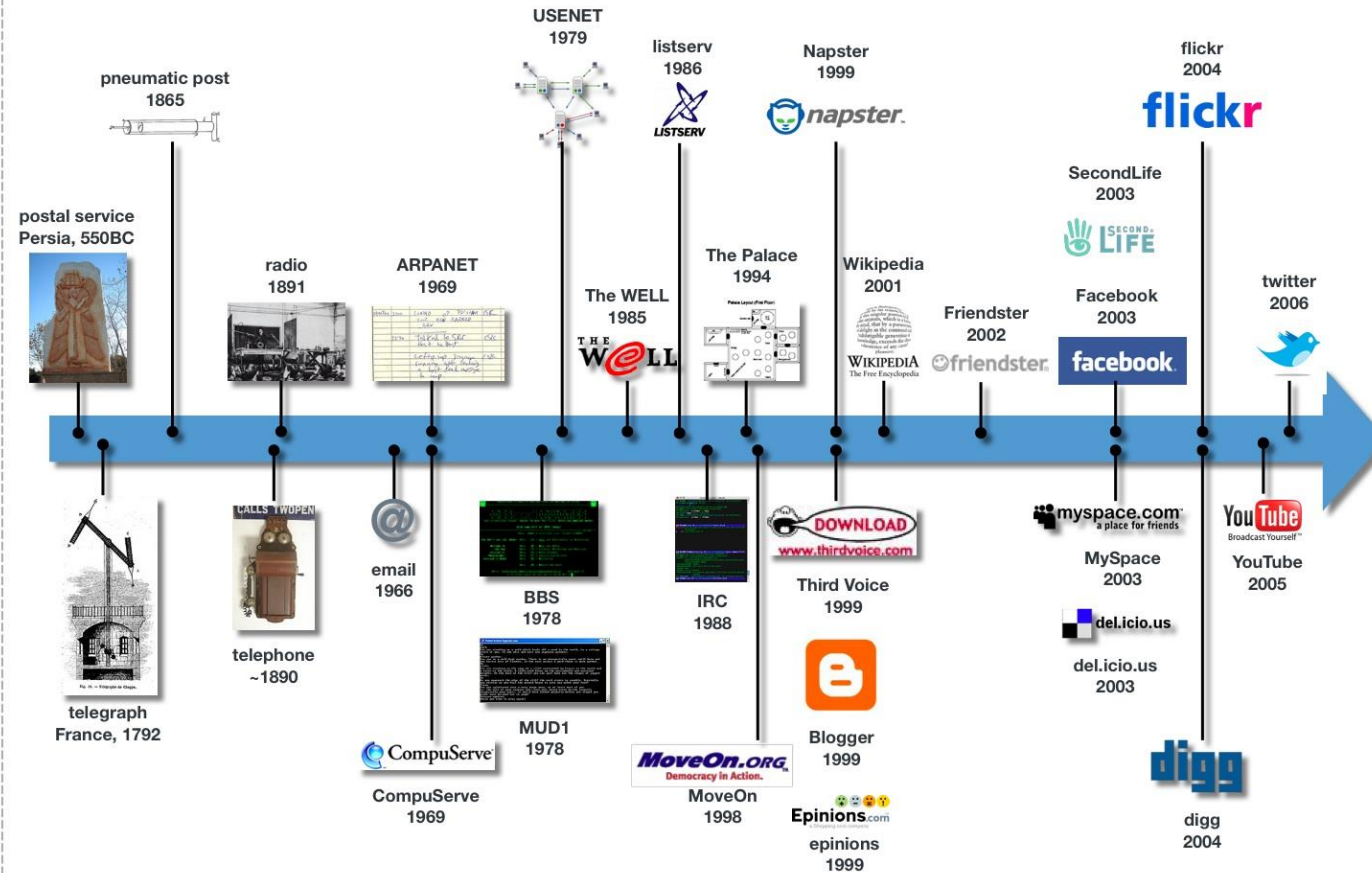 USENET
1979
listserv
1986
LISTSERV
Napster
1999
napster
flickr
2004
flickr
pneumatic post
1865
SecondLife
2003
SECOND
LIFE
postal service
Persia, 550BC
radio
1891
ARPANET
1969
The WELL
1985
THE
WELL
The Palace
1994
Palace Layout (First Floor)
Wikipedia
2001
WIKIPEDIA
The Free Encyclopedia
Friendster
2002
friendster
Facebook
2003
facebook
twitter
2006
CALLS TWOPEN
telegraph
France, 1792
telephone
~1890
@
email
1966
CompuServe
CompuServe
1969
BBS
1978
MUD1
1978
IRC
1988
MoveOn.ORG
Democracy in Action.
MoveOn
1998
DOWNLOAD
www.thirdvoice.com
Third Voice
1999
Blogger
1999
Epinions.com
epinions
1999
myspace.com
a place for friends
MySpace
2003
del.icio.us
del.icio.us
2003
digg
digg
2004
YouTube
Broadcast Yourself™
YouTube
2005